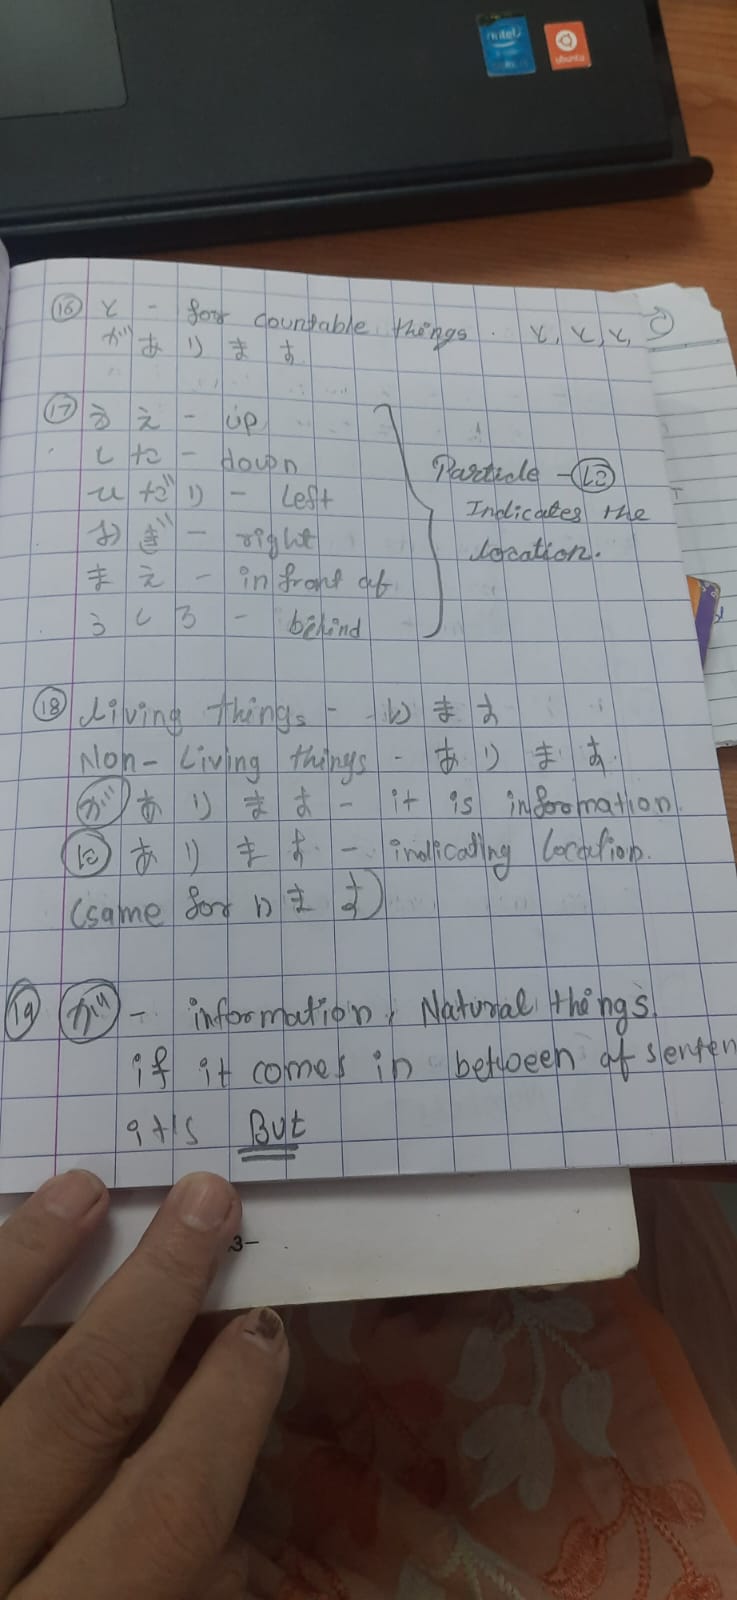 intel
ubuntu
⑯ と - for countable things. と, と, と,
が あ り ま す
⑰ う え - up
し た - down
ひ だ り - Left
み ぎ - right
ま え - in front of
う し ろ - behind
Particle - に
Indicates the
location.
⑱ Living things - い ま す
Non-Living things - あ り ま す.
が あ り ま す - it is information.
に あ り ま す - indicating location.
(same for い ま す)
⑲ が - information, Natural things.
if it comes in between of senten
it is But
3-